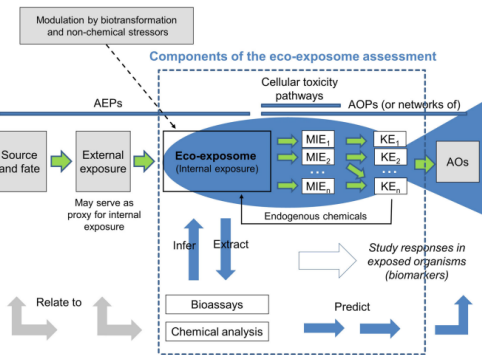 Modulation by biotransformation
and non-chemical stressors
Components of the eco-exposome assessment
Cellular toxicity
pathways
AEPs
AOPs (or networks of)
Source
and fate
External
exposure
Eco-exposome
(Internal exposure)
MIE1
MIE2
...
MIEn
KE1
KE2
...
KEn
AOs
May serve as
proxy for internal
exposure
Endogenous chemicals
Infer
Extract
Study responses in
exposed organisms
(biomarkers)
Relate to
Bioassays
Chemical analysis
Predict